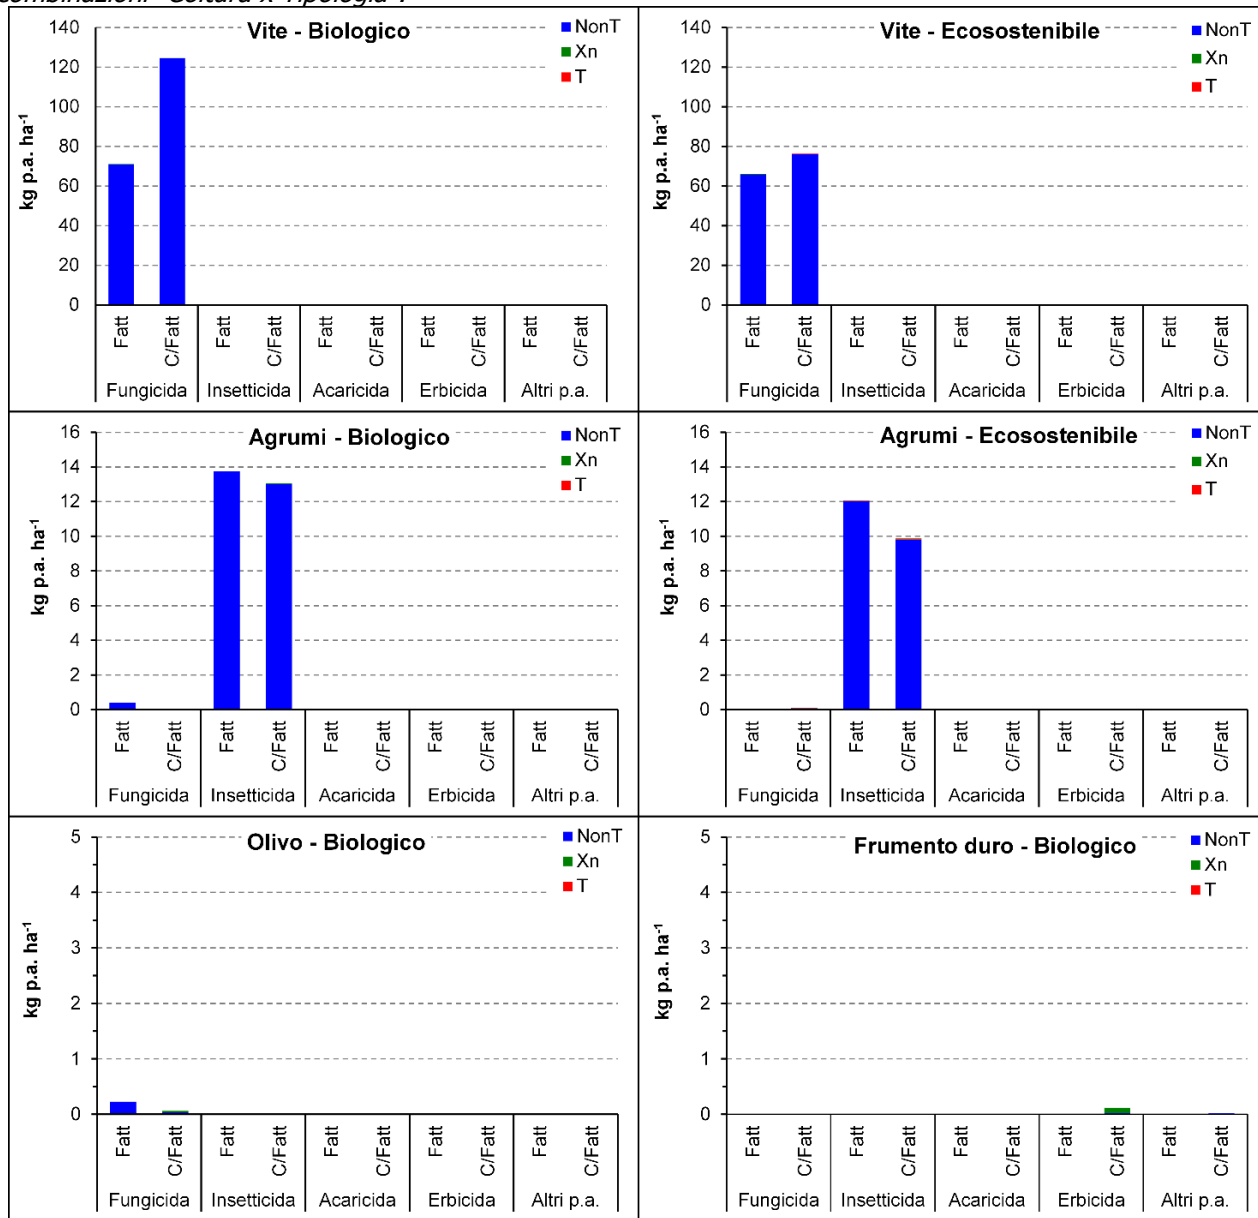 combinazioni "Coltura x Tipologia".
Vite - Biologico
NonT
Xn
T
kg p.a. ha-1
140
120
100
80
60
40
20
0
Fatt C/Fatt Fatt C/Fatt Fatt C/Fatt Fatt C/Fatt Fatt C/Fatt
Fungicida Insetticida Acaricida Erbicida Altri p.a.
Vite - Ecosostenibile
NonT
Xn
T
kg p.a. ha-1
140
120
100
80
60
40
20
0
Fatt C/Fatt Fatt C/Fatt Fatt C/Fatt Fatt C/Fatt Fatt C/Fatt
Fungicida Insetticida Acaricida Erbicida Altri p.a.
Agrumi - Biologico
NonT
Xn
T
kg p.a. ha-1
16
14
12
10
8
6
4
2
0
Fatt C/Fatt Fatt C/Fatt Fatt C/Fatt Fatt C/Fatt Fatt C/Fatt
Fungicida Insetticida Acaricida Erbicida Altri p.a.
Agrumi - Ecosostenibile
NonT
Xn
T
kg p.a. ha-1
16
14
12
10
8
6
4
2
0
Fatt C/Fatt Fatt C/Fatt Fatt C/Fatt Fatt C/Fatt Fatt C/Fatt
Fungicida Insetticida Acaricida Erbicida Altri p.a.
Olivo - Biologico
NonT
Xn
T
kg p.a. ha-1
5
4
3
2
1
0
Fatt C/Fatt Fatt C/Fatt Fatt C/Fatt Fatt C/Fatt Fatt C/Fatt
Fungicida Insetticida Acaricida Erbicida Altri p.a.
Frumento duro - Biologico
NonT
Xn
T
kg p.a. ha-1
5
4
3
2
1
0
Fatt C/Fatt Fatt C/Fatt Fatt C/Fatt Fatt C/Fatt Fatt C/Fatt
Fungicida Insetticida Acaricida Erbicida Altri p.a.